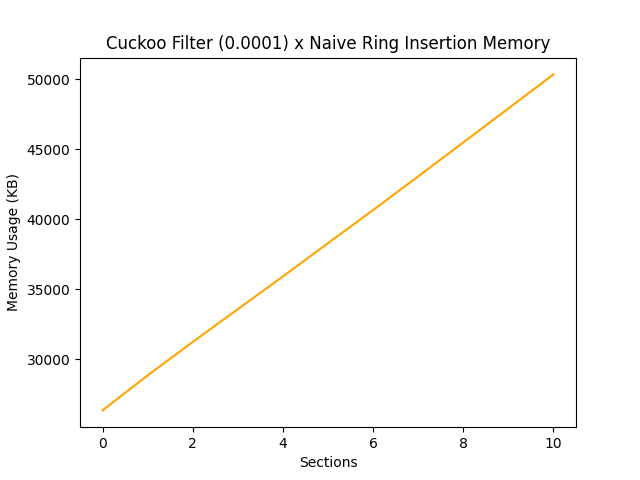 Cuckoo Filter (0.0001) x Naive Ring Insertion Memory
Memory Usage (KB)
50000
45000
40000
35000
30000
0 2 4 6 8 10
Sections